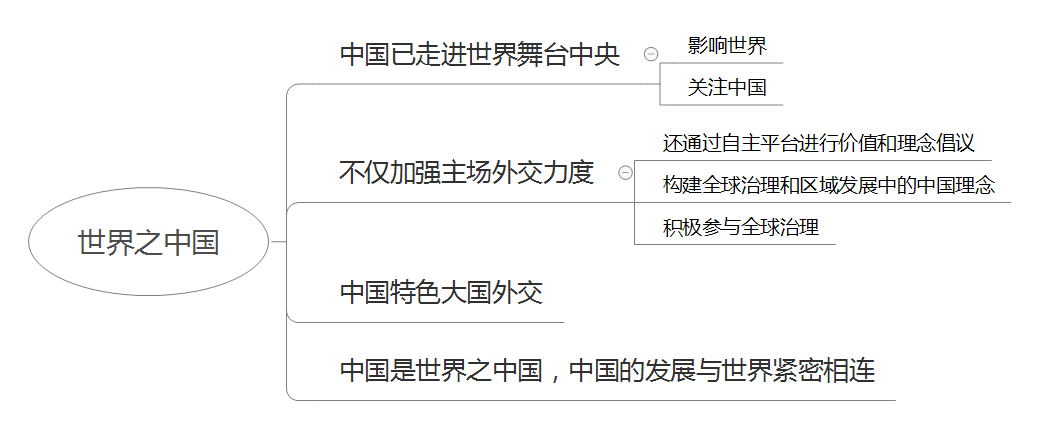 世界之中国
中国已走进世界舞台中央
影响世界
关注中国
不仅加强主场外交力度
还通过自主平台进行价值和理念倡议
构建全球治理和区域发展中的中国理念
积极参与全球治理
中国特色大国外交
中国是世界之中国，中国的发展与世界紧密相连